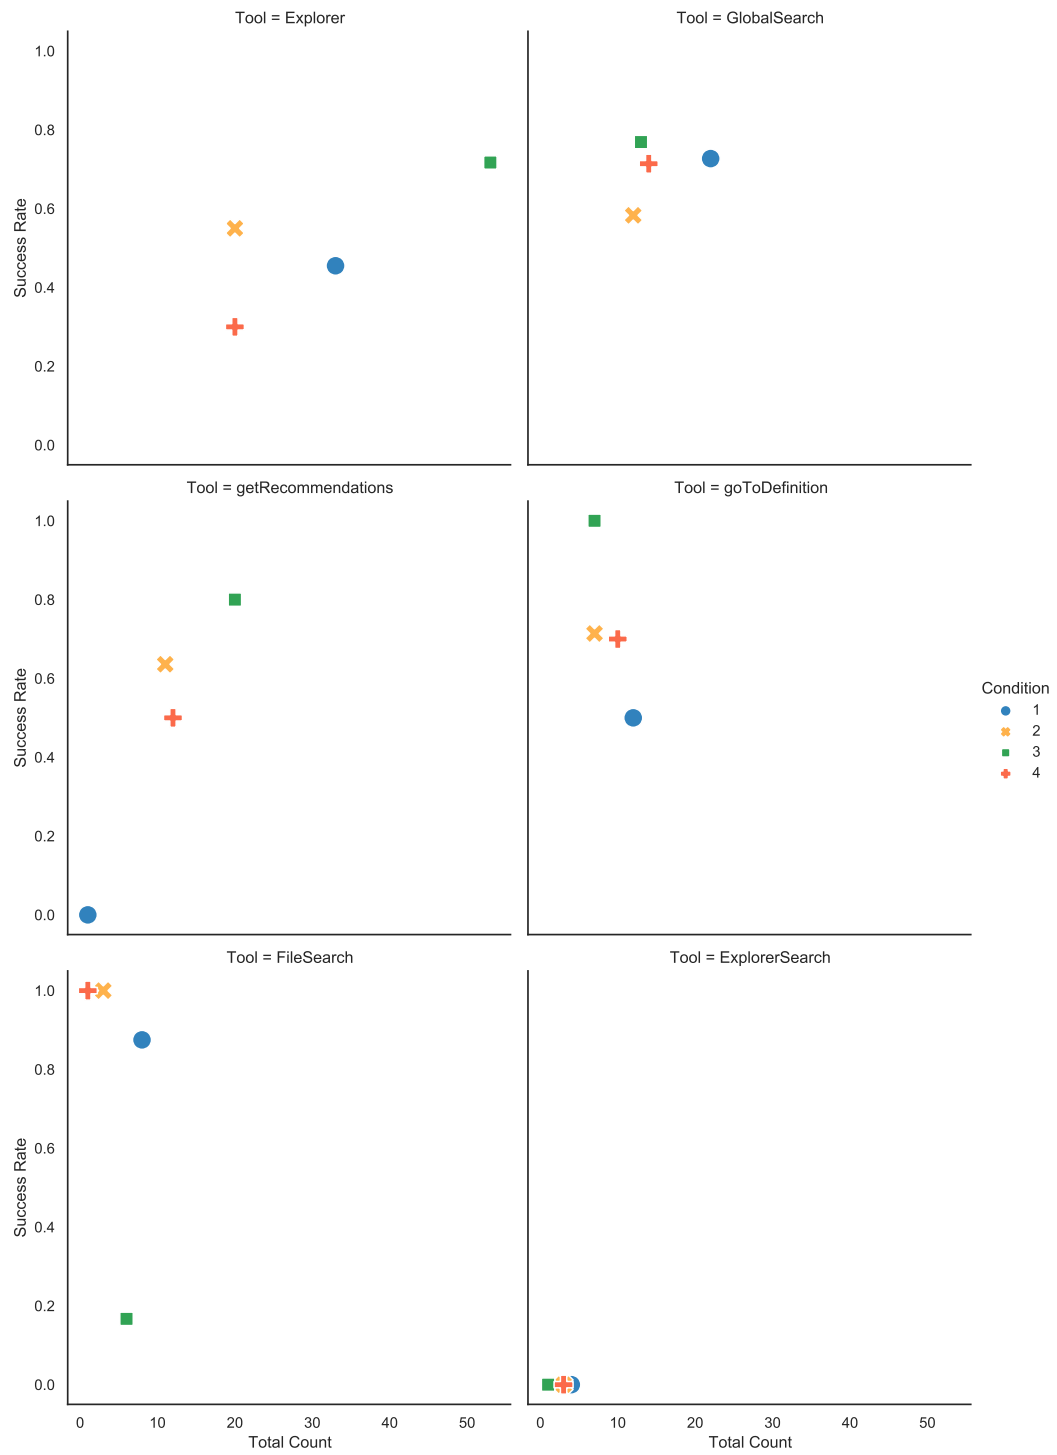 Tool = Explorer
Tool = GlobalSearch
1.0
0.8
0.6
0.4
0.2
0.0
Success Rate
Tool = getRecommendations
Tool = goToDefinition
1.0
0.8
0.6
0.4
0.2
0.0
Success Rate
Condition
1
2
3
4
Tool = FileSearch
Tool = ExplorerSearch
1.0
0.8
0.6
0.4
0.2
0.0
Success Rate
0 10 20 30 40 50
Total Count
0 10 20 30 40 50
Total Count